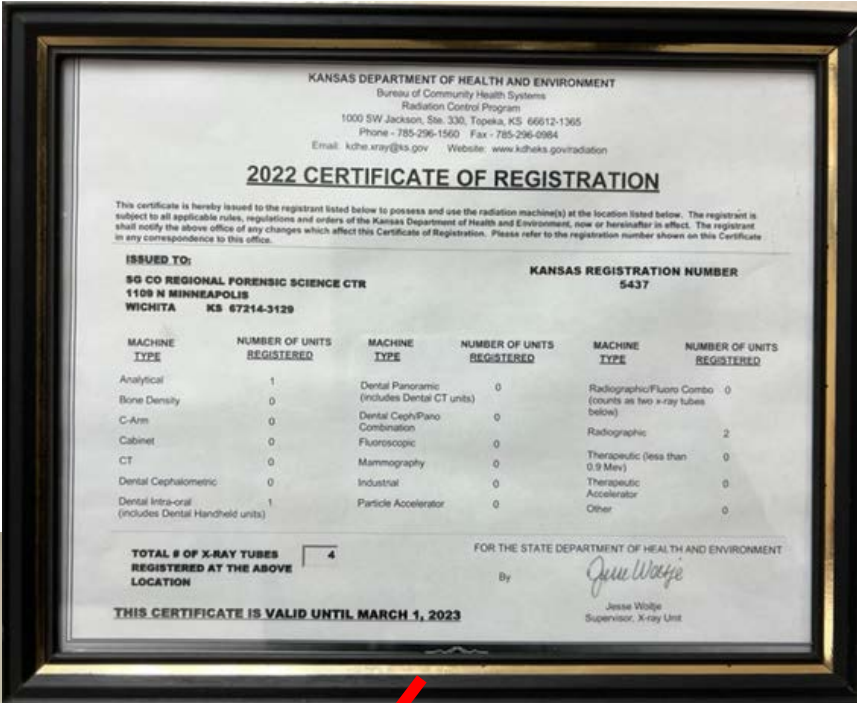 KANSAS DEPARTMENT OF HEALTH AND ENVIRONMENT
Bureau of Community Health Systems
Radiation Control Program
1000 SW Jackson, Ste. 330, Topeka, KS 66612-1365
Phone - 785-296-1560 Fax - 785-296-0984
Email: kdhe.xray@ks.gov Website: www.kdheks.gov/radiation
2022 CERTIFICATE OF REGISTRATION
This certificate is hereby issued to the registrant listed below to possess and use the radiation machine(s) at the location listed below. The registrant is
subject to all applicable rules, regulations and orders of the Kansas Department of Health and Environment, now or hereinafter in effect. The registrant
shall notify the above office of any changes which affect this Certificate of Registration. Please refer to the registration number shown on this Certificate
in any correspondence to this office.
ISSUED TO:
SG CO REGIONAL FORENSIC SCIENCE CTR
1109 N MINNEAPOLIS
WICHITA KS 67214-3129
KANSAS REGISTRATION NUMBER
5437
MACHINE TYPE NUMBER OF UNITS REGISTERED
Analytical 1
Bone Density 0
C-Arm 0
Cabinet 0
CT 0
Dental Cephalometric 0
Dental Intra-oral 1
(includes Dental Handheld units)
MACHINE TYPE NUMBER OF UNITS REGISTERED
Dental Panoramic 0
(includes Dental CT units)
Dental Ceph/Pano 0
Combination
Fluoroscopic 0
Mammography 0
Industrial 0
Particle Accelerator 0
MACHINE TYPE NUMBER OF UNITS REGISTERED
Radiographic/Fluoro Combo 0
(counts as two x-ray tubes
below)
Radiographic 2
Therapeutic (less than 0
0.9 Mev)
Therapeutic 0
Accelerator
Other 0
TOTAL # OF X-RAY TUBES 4
REGISTERED AT THE ABOVE
LOCATION
THIS CERTIFICATE IS VALID UNTIL MARCH 1, 2023
FOR THE STATE DEPARTMENT OF HEALTH AND ENVIRONMENT
By Jesse Woltje
Jesse Woltje
Supervisor, X-ray Unit